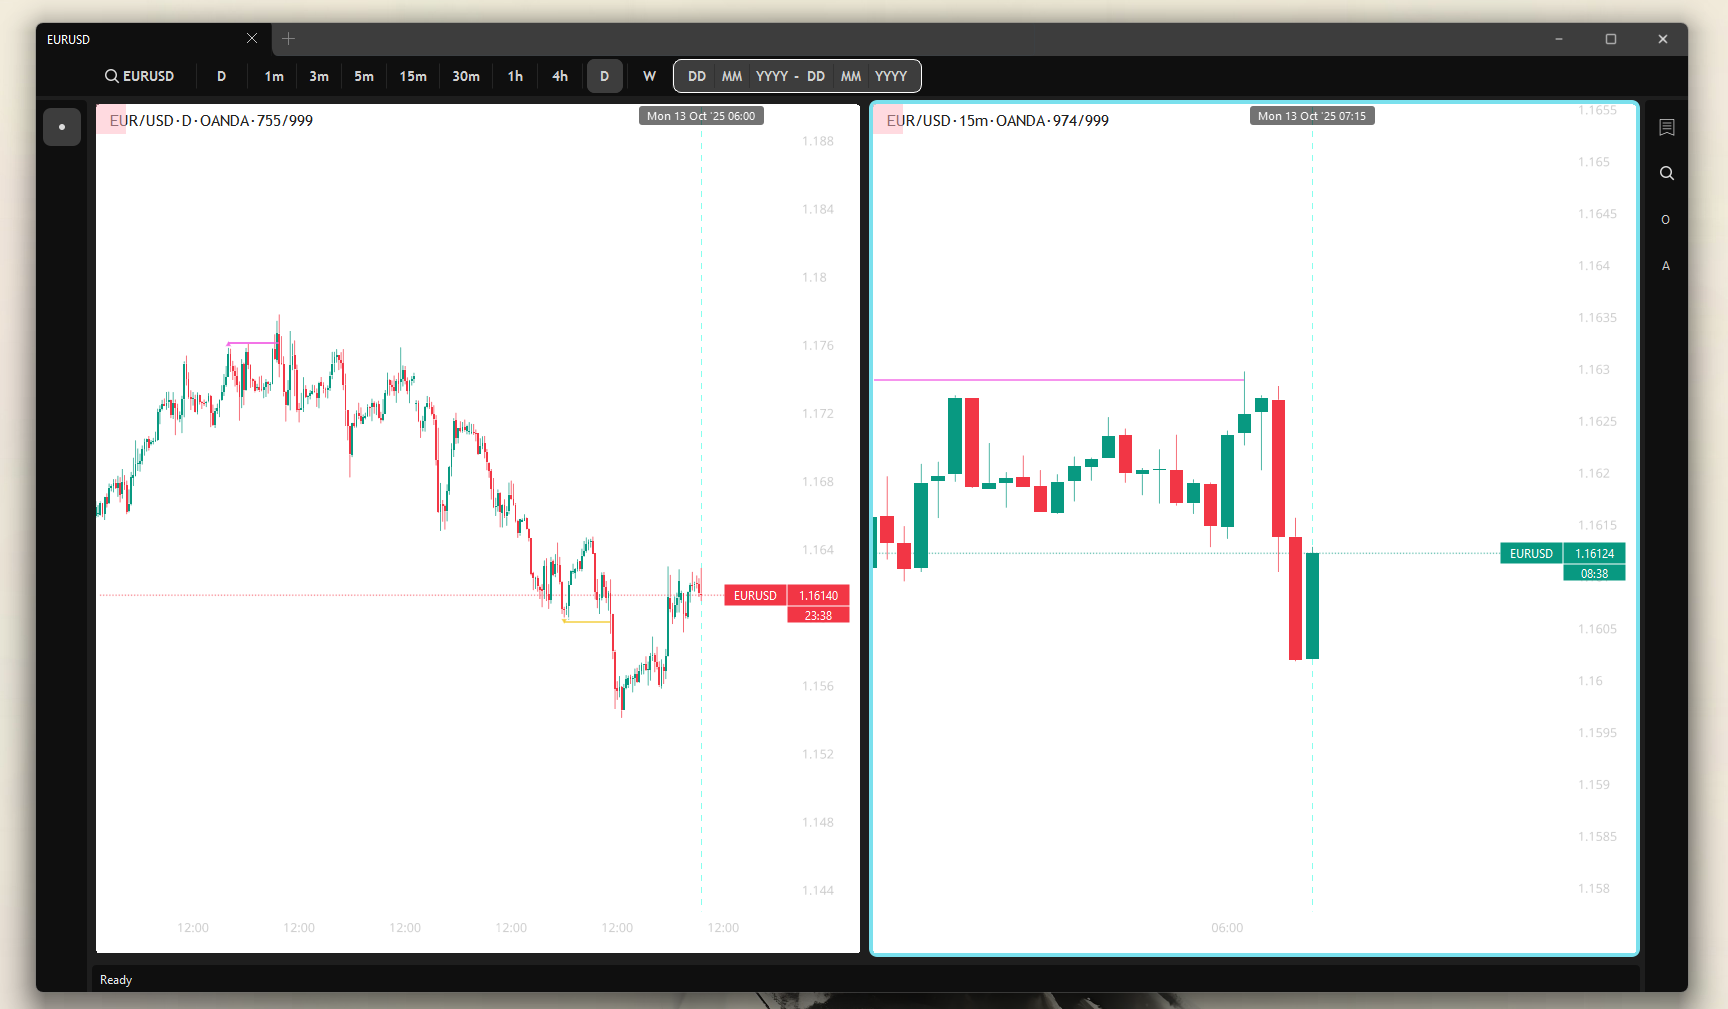 EURUSD
EURUSD D 1m 3m 5m 15m 30m 1h 4h D W DD MM YYYY - DD MM YYYY
EUR/USD·D·OANDA·755/999
Mon 13 Oct '25 06:00
1.188
1.184
1.18
1.176
1.172
1.168
1.164
EURUSD 1.16140
23:38
1.156
1.152
1.148
1.144
12:00 12:00 12:00 12:00 12:00 12:00
EUR/USD·15m·OANDA·974/999
Mon 13 Oct '25 07:15
1.1655
1.165
1.1645
1.164
1.1635
1.163
1.1625
1.162
1.1615
EURUSD 1.16124
08:38
1.1605
1.16
1.1595
1.159
1.1585
1.158
06:00
O
A
Ready